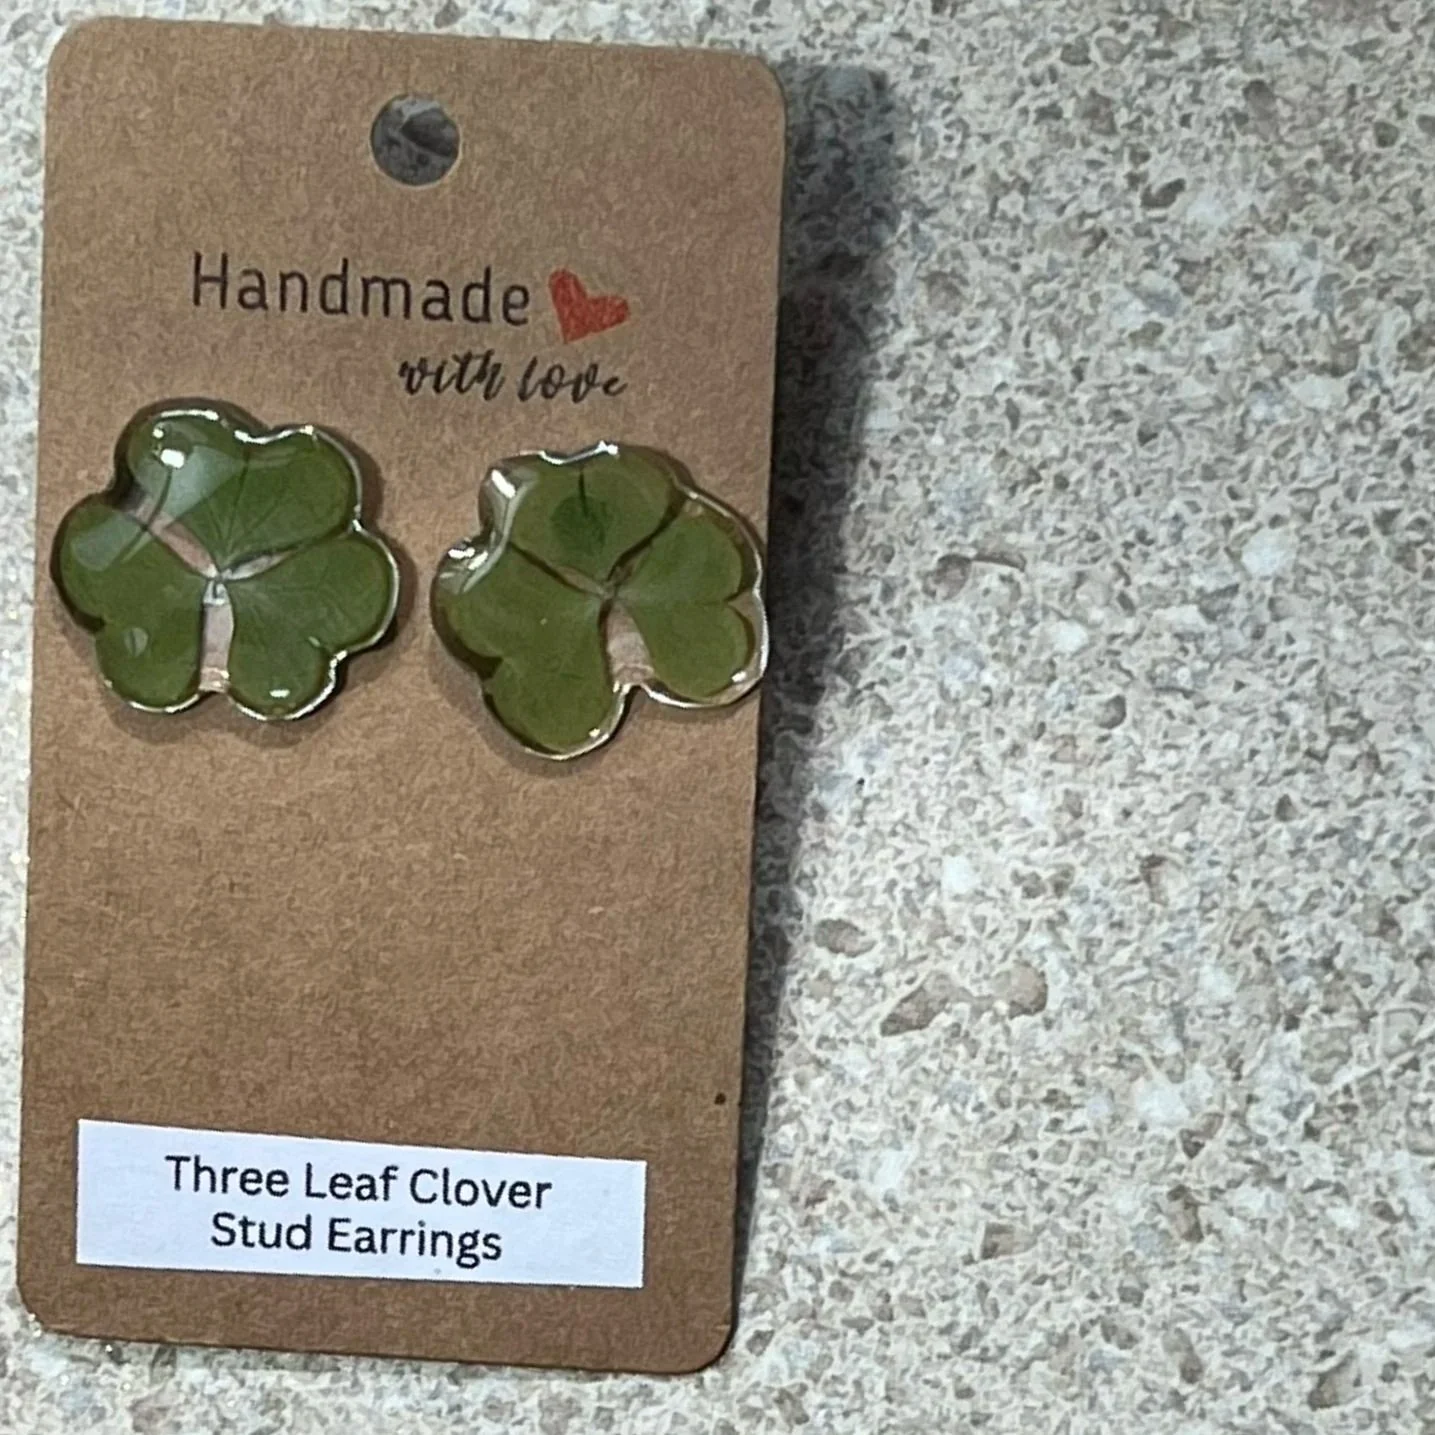 Handmade
with love
Three Leaf Clover
Stud Earrings